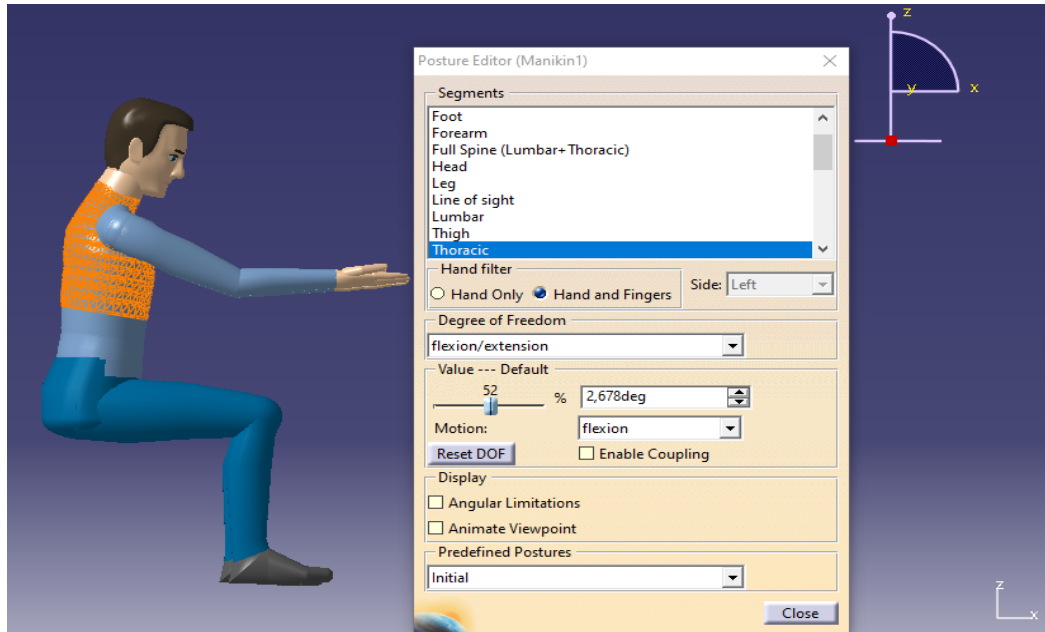 z
y
x
Posture Editor (Manikin1)
Segments
Foot
Forearm
Full Spine (Lumbar+Thoracic)
Head
Leg
Line of sight
Lumbar
Thigh
Thoracic
Hand filter
Hand Only Hand and Fingers
Side: Left
Degree of Freedom
flexion/extension
Value --- Default
52
% 2,678deg
Motion: flexion
Reset DOF Enable Coupling
Display
Angular Limitations
Animate Viewpoint
Predefined Postures
Initial
Close
z
x